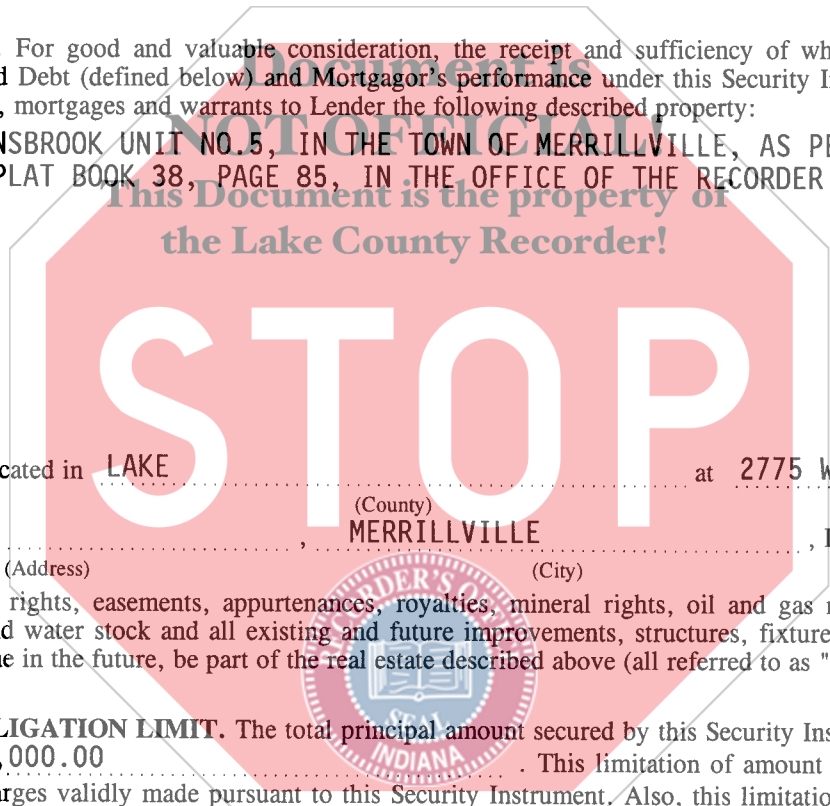 For good and valuable consideration, the receipt and sufficiency of wh
Document is
d Debt (defined below) and Mortgagor's performance under this Security I
, mortgages and warrants to Lender the following described property:
NOT OFFICIAL!
NSBROOK UNIT NO.5, IN THE TOWN OF MERRILLVILLE, AS PE
PLAT BOOK 38, PAGE 85, IN THE OFFICE OF THE RECORDER
This Document is the property of
the Lake County Recorder!
STOP
cated in LAKE at 2775 W
(County)
, MERRILLVILLE ,
(Address) (City)
rights, easements, appurtenances, royalties, mineral rights, oil and gas
d water stock and all existing and future improvements, structures, fixture
e in the future, be part of the real estate described above (all referred to as "
RECORDER'S
SEAL
INDIANA
LIGATION LIMIT. The total principal amount secured by this Security Ins
,000.00 . This limitation of amount
rges validly made pursuant to this Security Instrument. Also, this limitatio